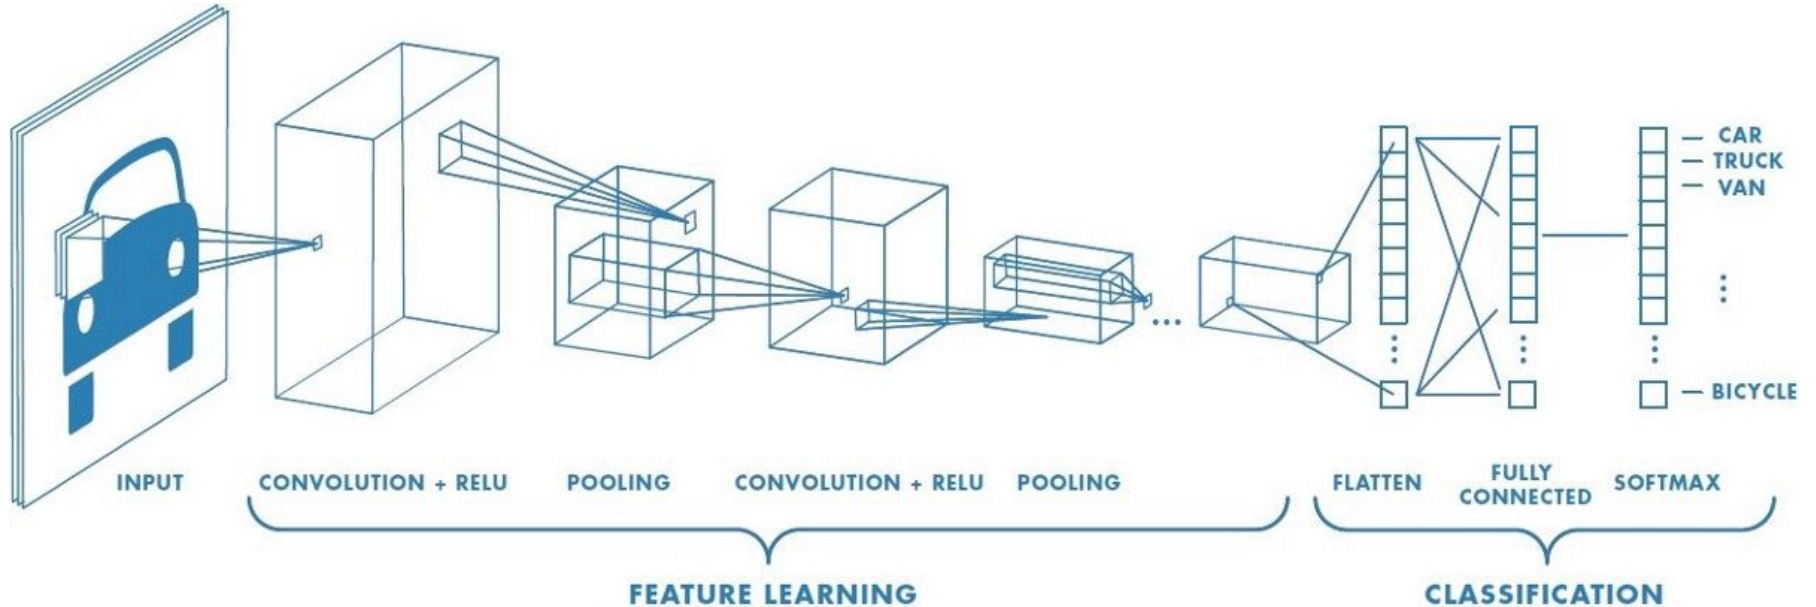 CAR
TRUCK
VAN
BICYCLE
INPUT
CONVOLUTION + RELU
POOLING
CONVOLUTION + RELU
POOLING
FLATTEN
FULLY
CONNECTED
SOFTMAX
FEATURE LEARNING
CLASSIFICATION